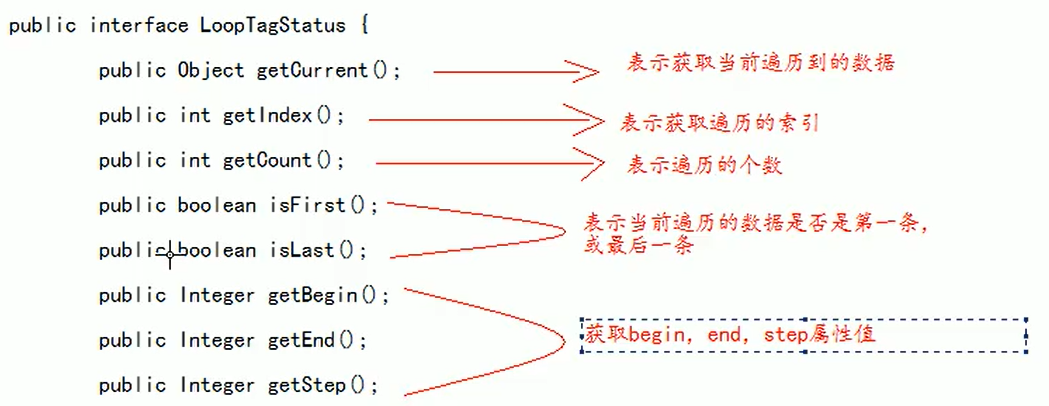 public interface LoopTagStatus {
public Object getCurrent();
表示获取当前遍历到的数据
public int getIndex();
表示获取遍历的索引
public int getCount();
表示遍历的个数
public boolean isFirst();
public boolean isLast();
表示当前遍历的数据是否是第一条,
或最后一条
public Integer getBegin();
public Integer getEnd();
public Integer getStep();
获取begin, end, step属性值